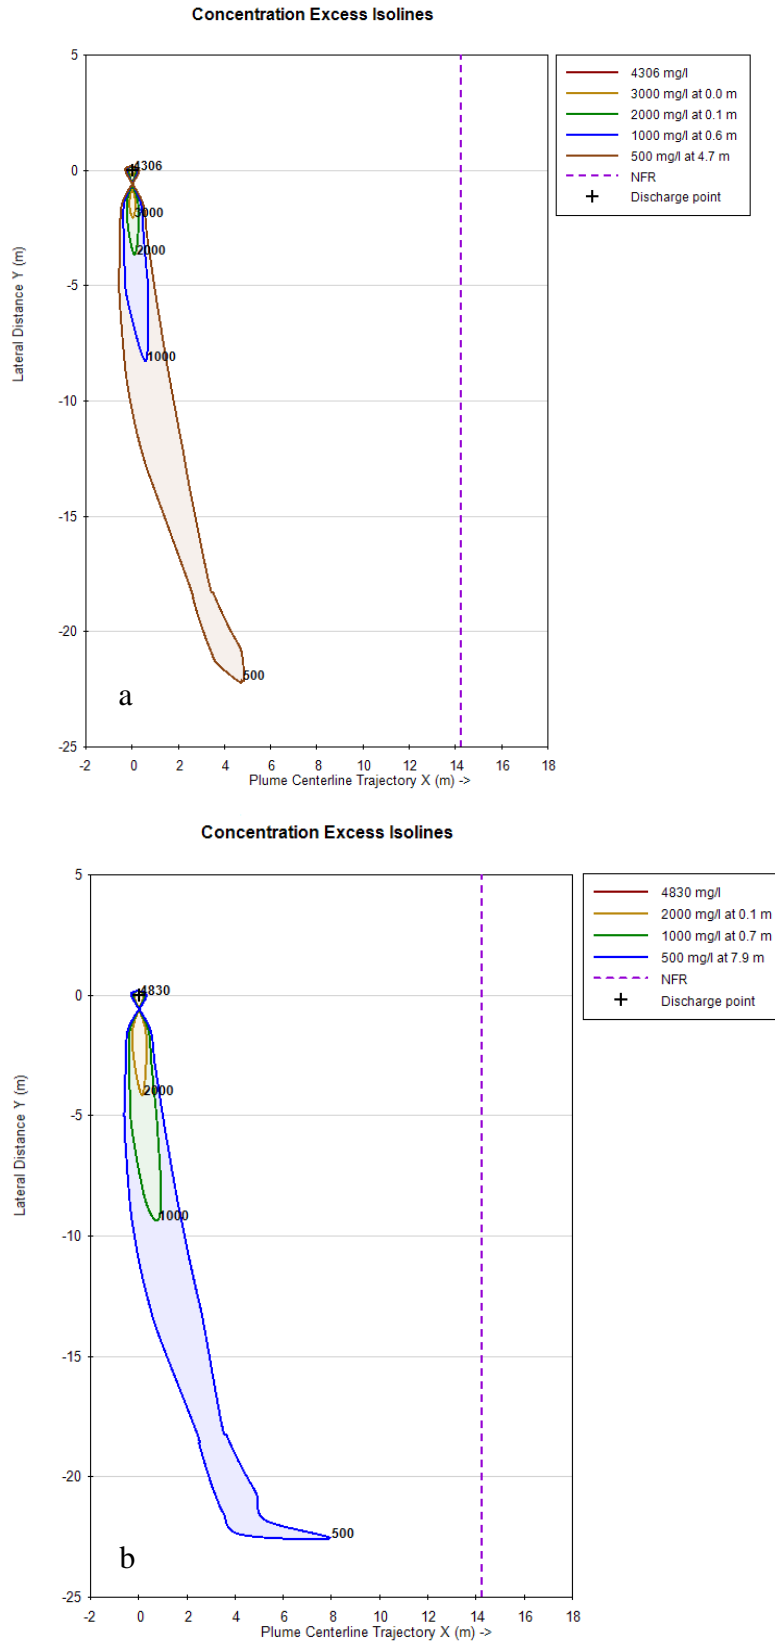 Concentration Excess Isolines
5
0
-5
-10
-15
-20
-25
Lateral Distance Y (m)
4306
3000
2000
1000
500
a
-2 0 2 4 6 8 10 12 14 16 18
Plume Centerline Trajectory X (m) ->
4306 mg/l
3000 mg/l at 0.0 m
2000 mg/l at 0.1 m
1000 mg/l at 0.6 m
500 mg/l at 4.7 m
NFR
Discharge point
Concentration Excess Isolines
5
0
-5
-10
-15
-20
-25
Lateral Distance Y (m)
4830
2000
1000
500
b
-2 0 2 4 6 8 10 12 14 16 18
Plume Centerline Trajectory X (m) ->
4830 mg/l
2000 mg/l at 0.1 m
1000 mg/l at 0.7 m
500 mg/l at 7.9 m
NFR
Discharge point